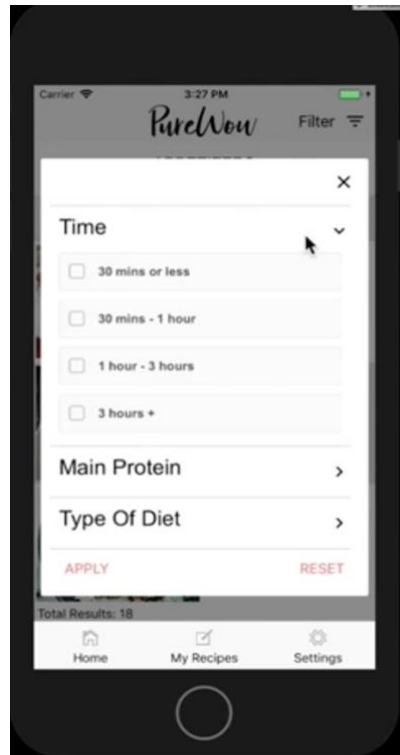 Carrier 3:27 PM
PureWow Filter
Time
30 mins or less
30 mins - 1 hour
1 hour - 3 hours
3 hours +
Main Protein
Type Of Diet
APPLY RESET
Total Results: 18
Home My Recipes Settings